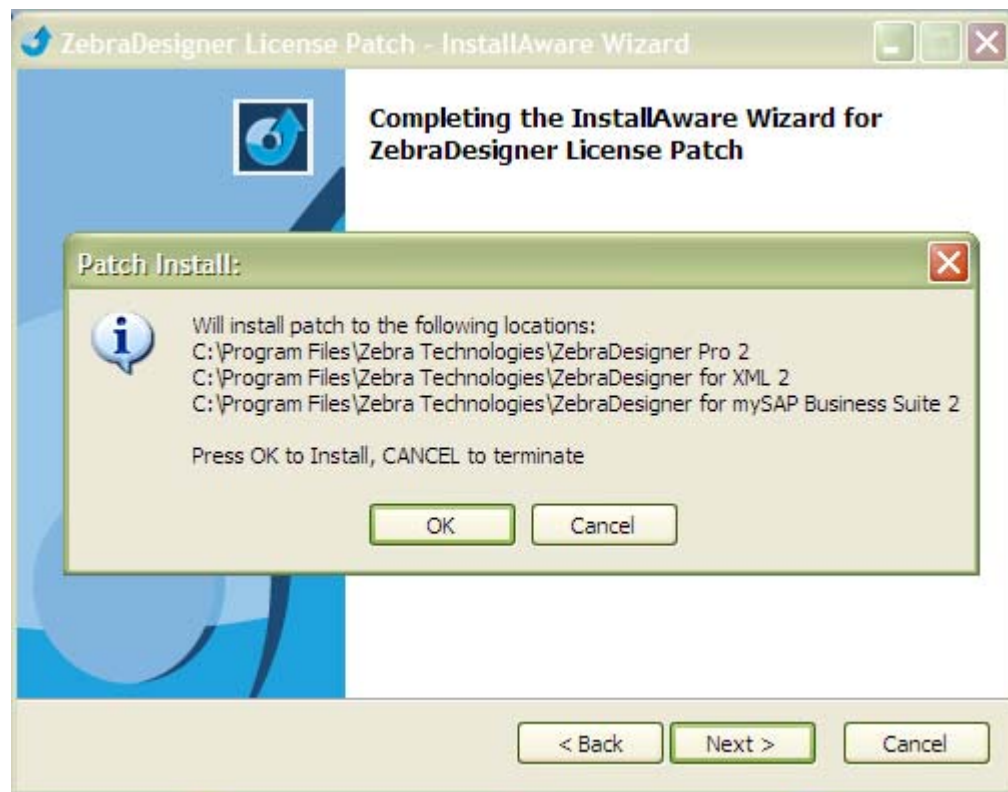 ZebraDesigner License Patch - InstallAware Wizard
Completing the InstallAware Wizard for
ZebraDesigner License Patch
Patch Install:
Will install patch to the following locations:
C:\Program Files\Zebra Technologies\ZebraDesigner Pro 2
C:\Program Files\Zebra Technologies\ZebraDesigner for XML 2
C:\Program Files\Zebra Technologies\ZebraDesigner for mySAP Business Suite 2
Press OK to Install, CANCEL to terminate
OK Cancel
< Back Next > Cancel